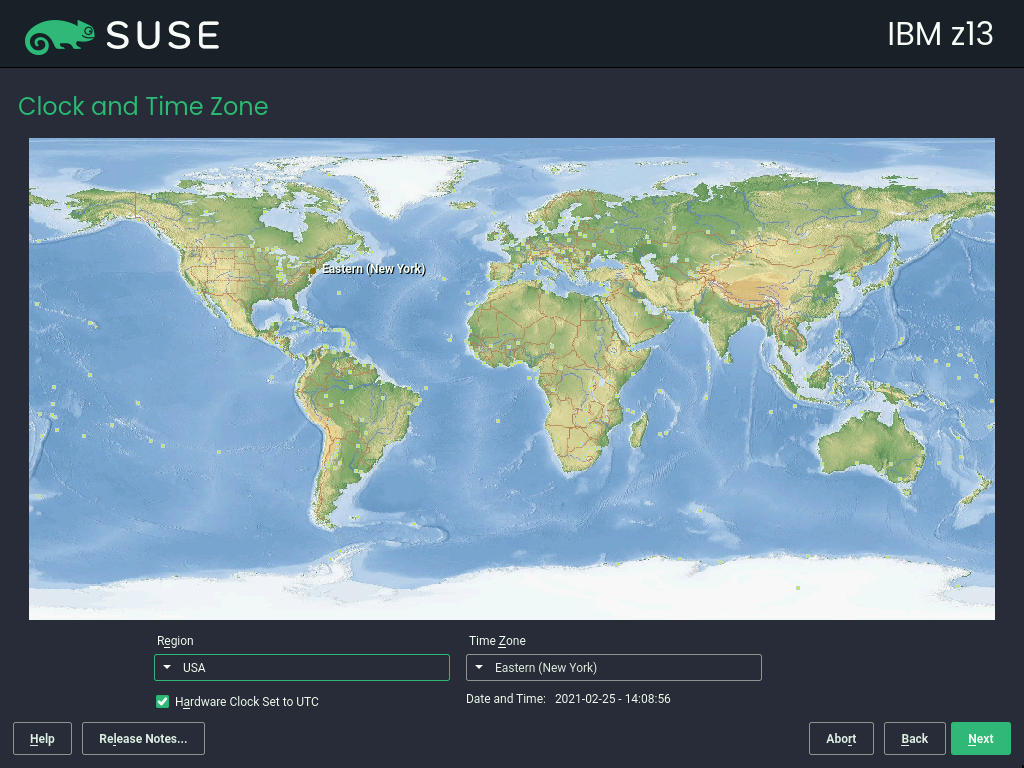 SUSE
IBM z13
Clock and Time Zone
Eastern (New York)
Region
Time Zone
USA
Eastern (New York)
Hardware Clock Set to UTC
Date and Time: 2021-02-25 - 14:08:56
Help
Release Notes...
Abort
Back
Next